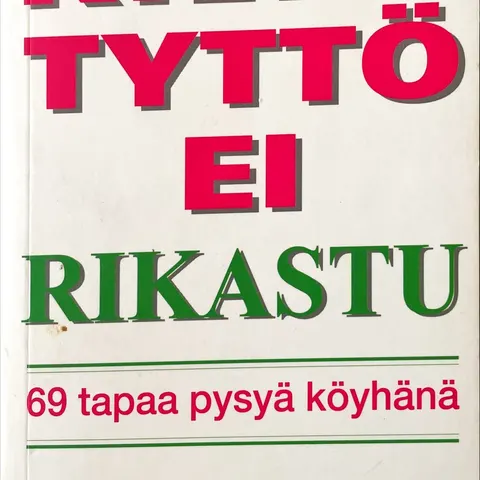 TYTTÖ
EI
RIKASTU
69 tapaa pysyä köyhänä